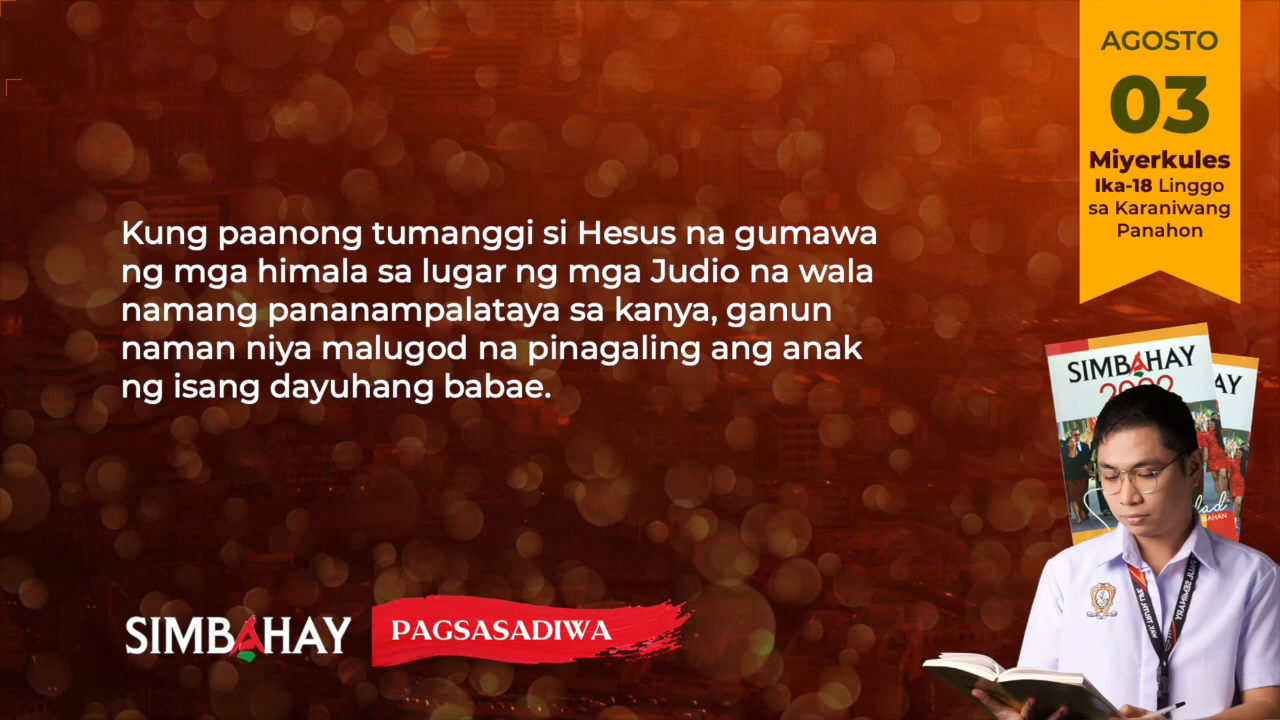 AGOSTO
03
Miyerkules
Ika-18 Linggo
sa Karaniwang
Panahon
Kung paanong tumanggi si Hesus na gumawa
ng mga himala sa lugar ng mga Judio na wala
namang pananampalataya sa kanya, ganun
naman niya malugod na pinagaling ang anak
ng isang dayuhang babae.
SIMBAHAY
2022
SIMBAHAY PAGSASADIWA